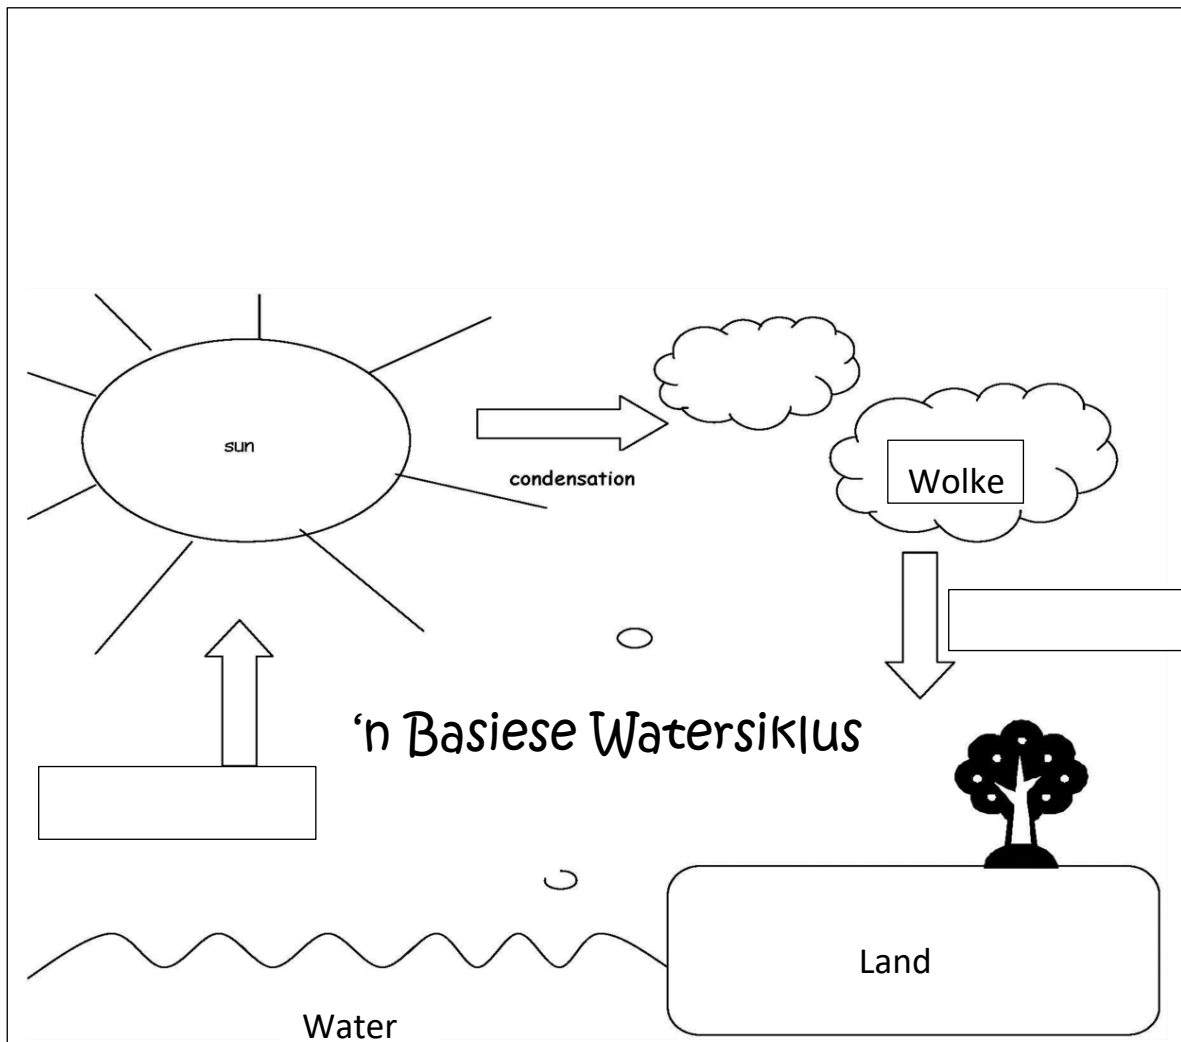 sun
condensation
Wolke
‘n Basiese Watersiklus
Land
Water